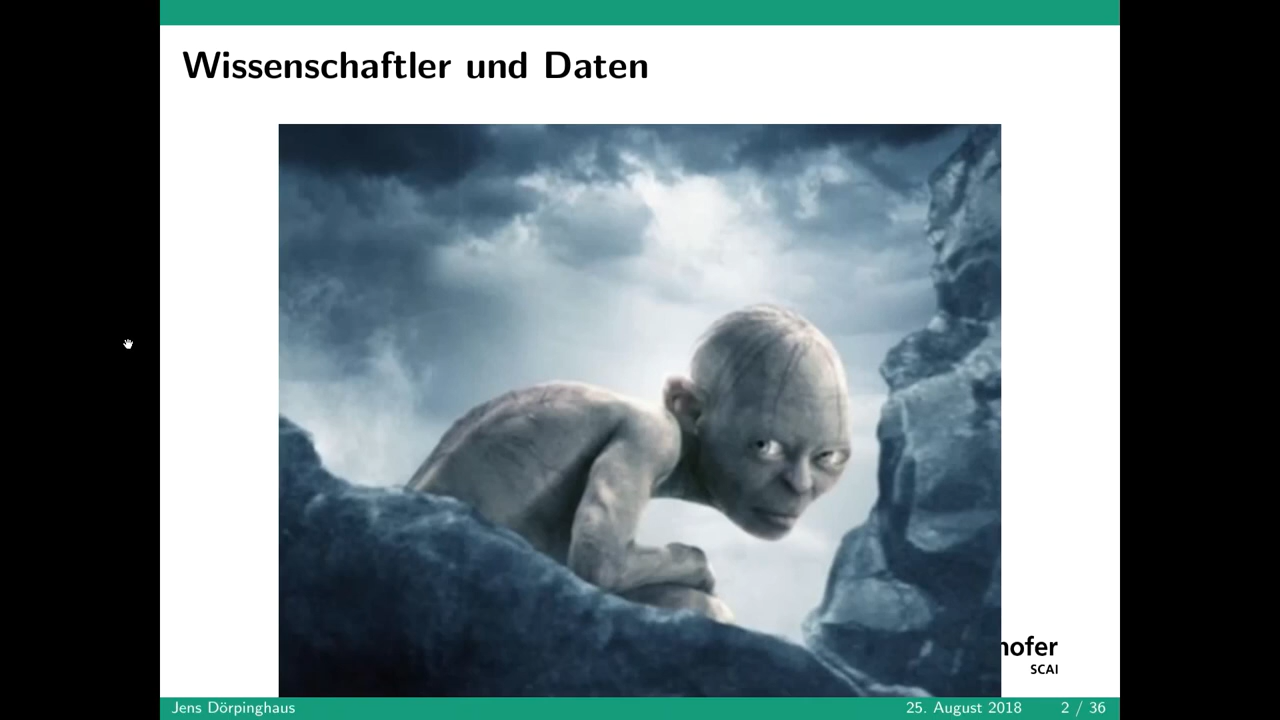 Wissenschaftler und Daten
hofer
SCAI
Jens Dörpinghaus 25. August 2018 2 / 36